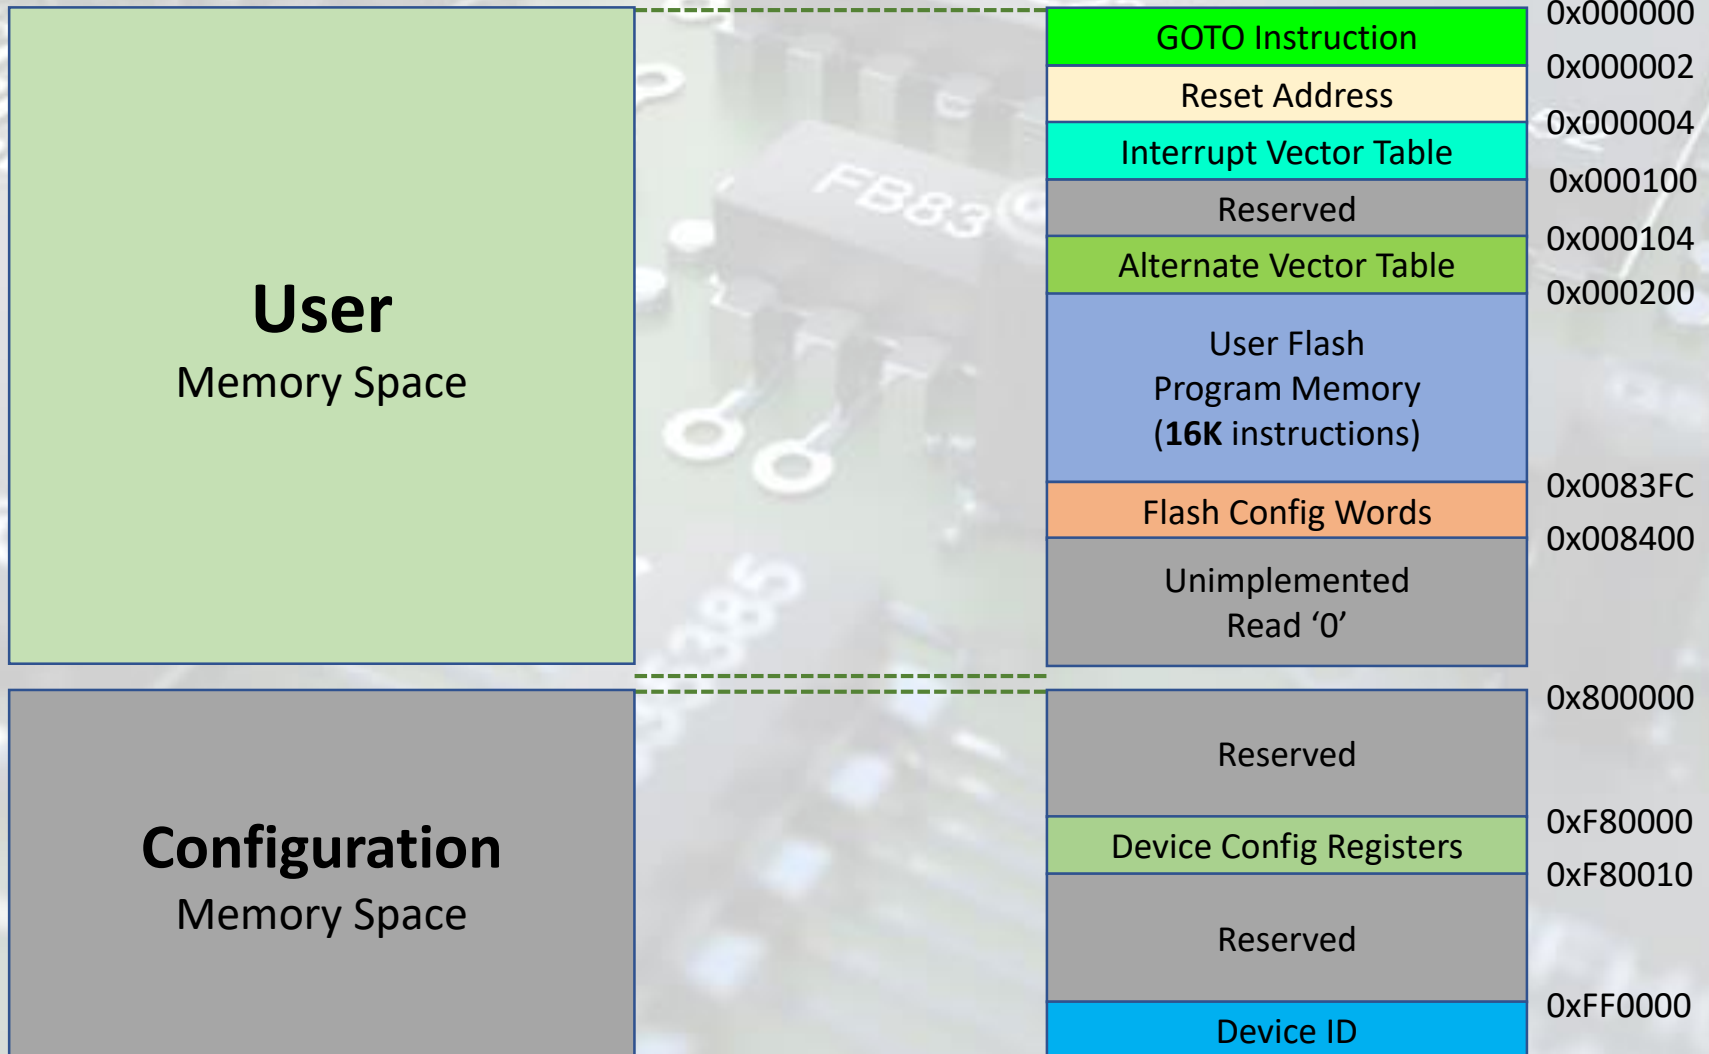 User
Memory Space
GOTO Instruction
Reset Address
Interrupt Vector Table
Reserved
Alternate Vector Table
User Flash
Program Memory
(16K instructions)
Flash Config Words
Unimplemented
Read ‘0’
0x000000
0x000002
0x000004
0x000100
0x000104
0x000200
0x0083FC
0x008400
Configuration
Memory Space
Reserved
Device Config Registers
Reserved
Device ID
0x800000
0xF80000
0xF80010
0xFF0000
FB83